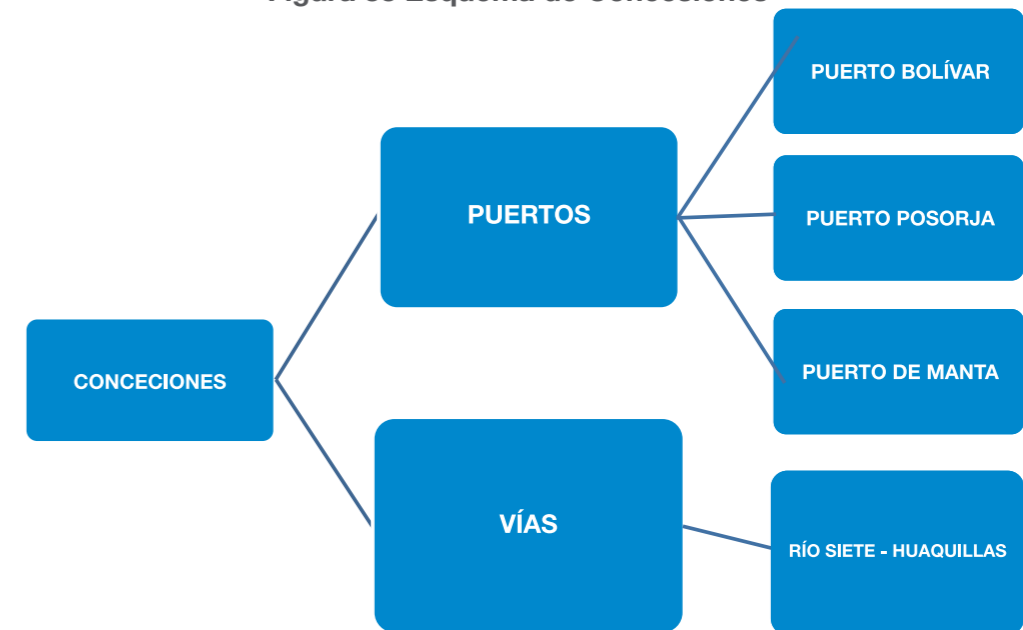 CONCECIONES
PUERTOS
PUERTO BOLÍVAR
PUERTO POSORJA
PUERTO DE MANTA
VÍAS
RÍO SIETE - HUAQUILLAS